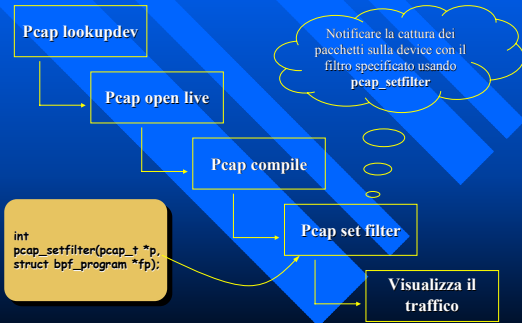 Pcap lookupdev
Notificare la cattura dei
pacchetti sulla device con il
filtro specificato usando
pcap_setfilter
Pcap open live
Pcap compile
Pcap set filter
int
pcap_setfilter(pcap_t *p,
struct bpf_program *fp);
Visualizza il
traffico